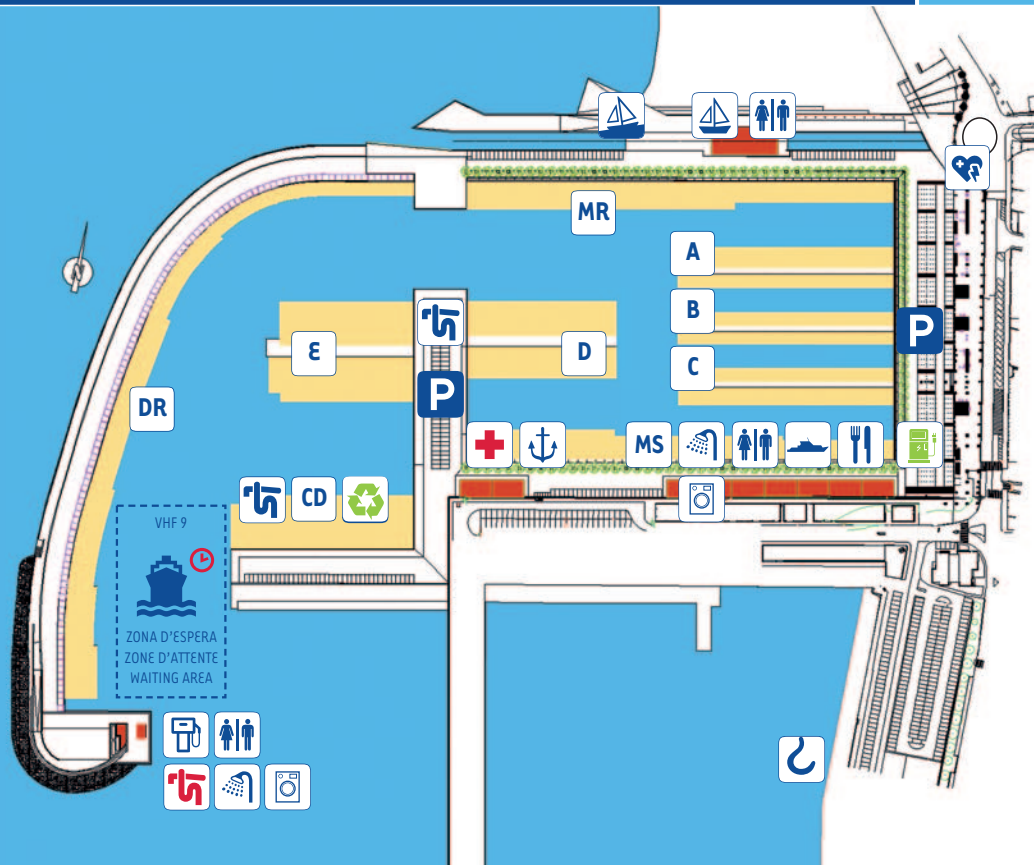 MR
A
B
P
E
D
C
P
DR
MS
CD
VHF 9
ZONA D'ESPERA
ZONE D'ATTENTE
WAITING AREA